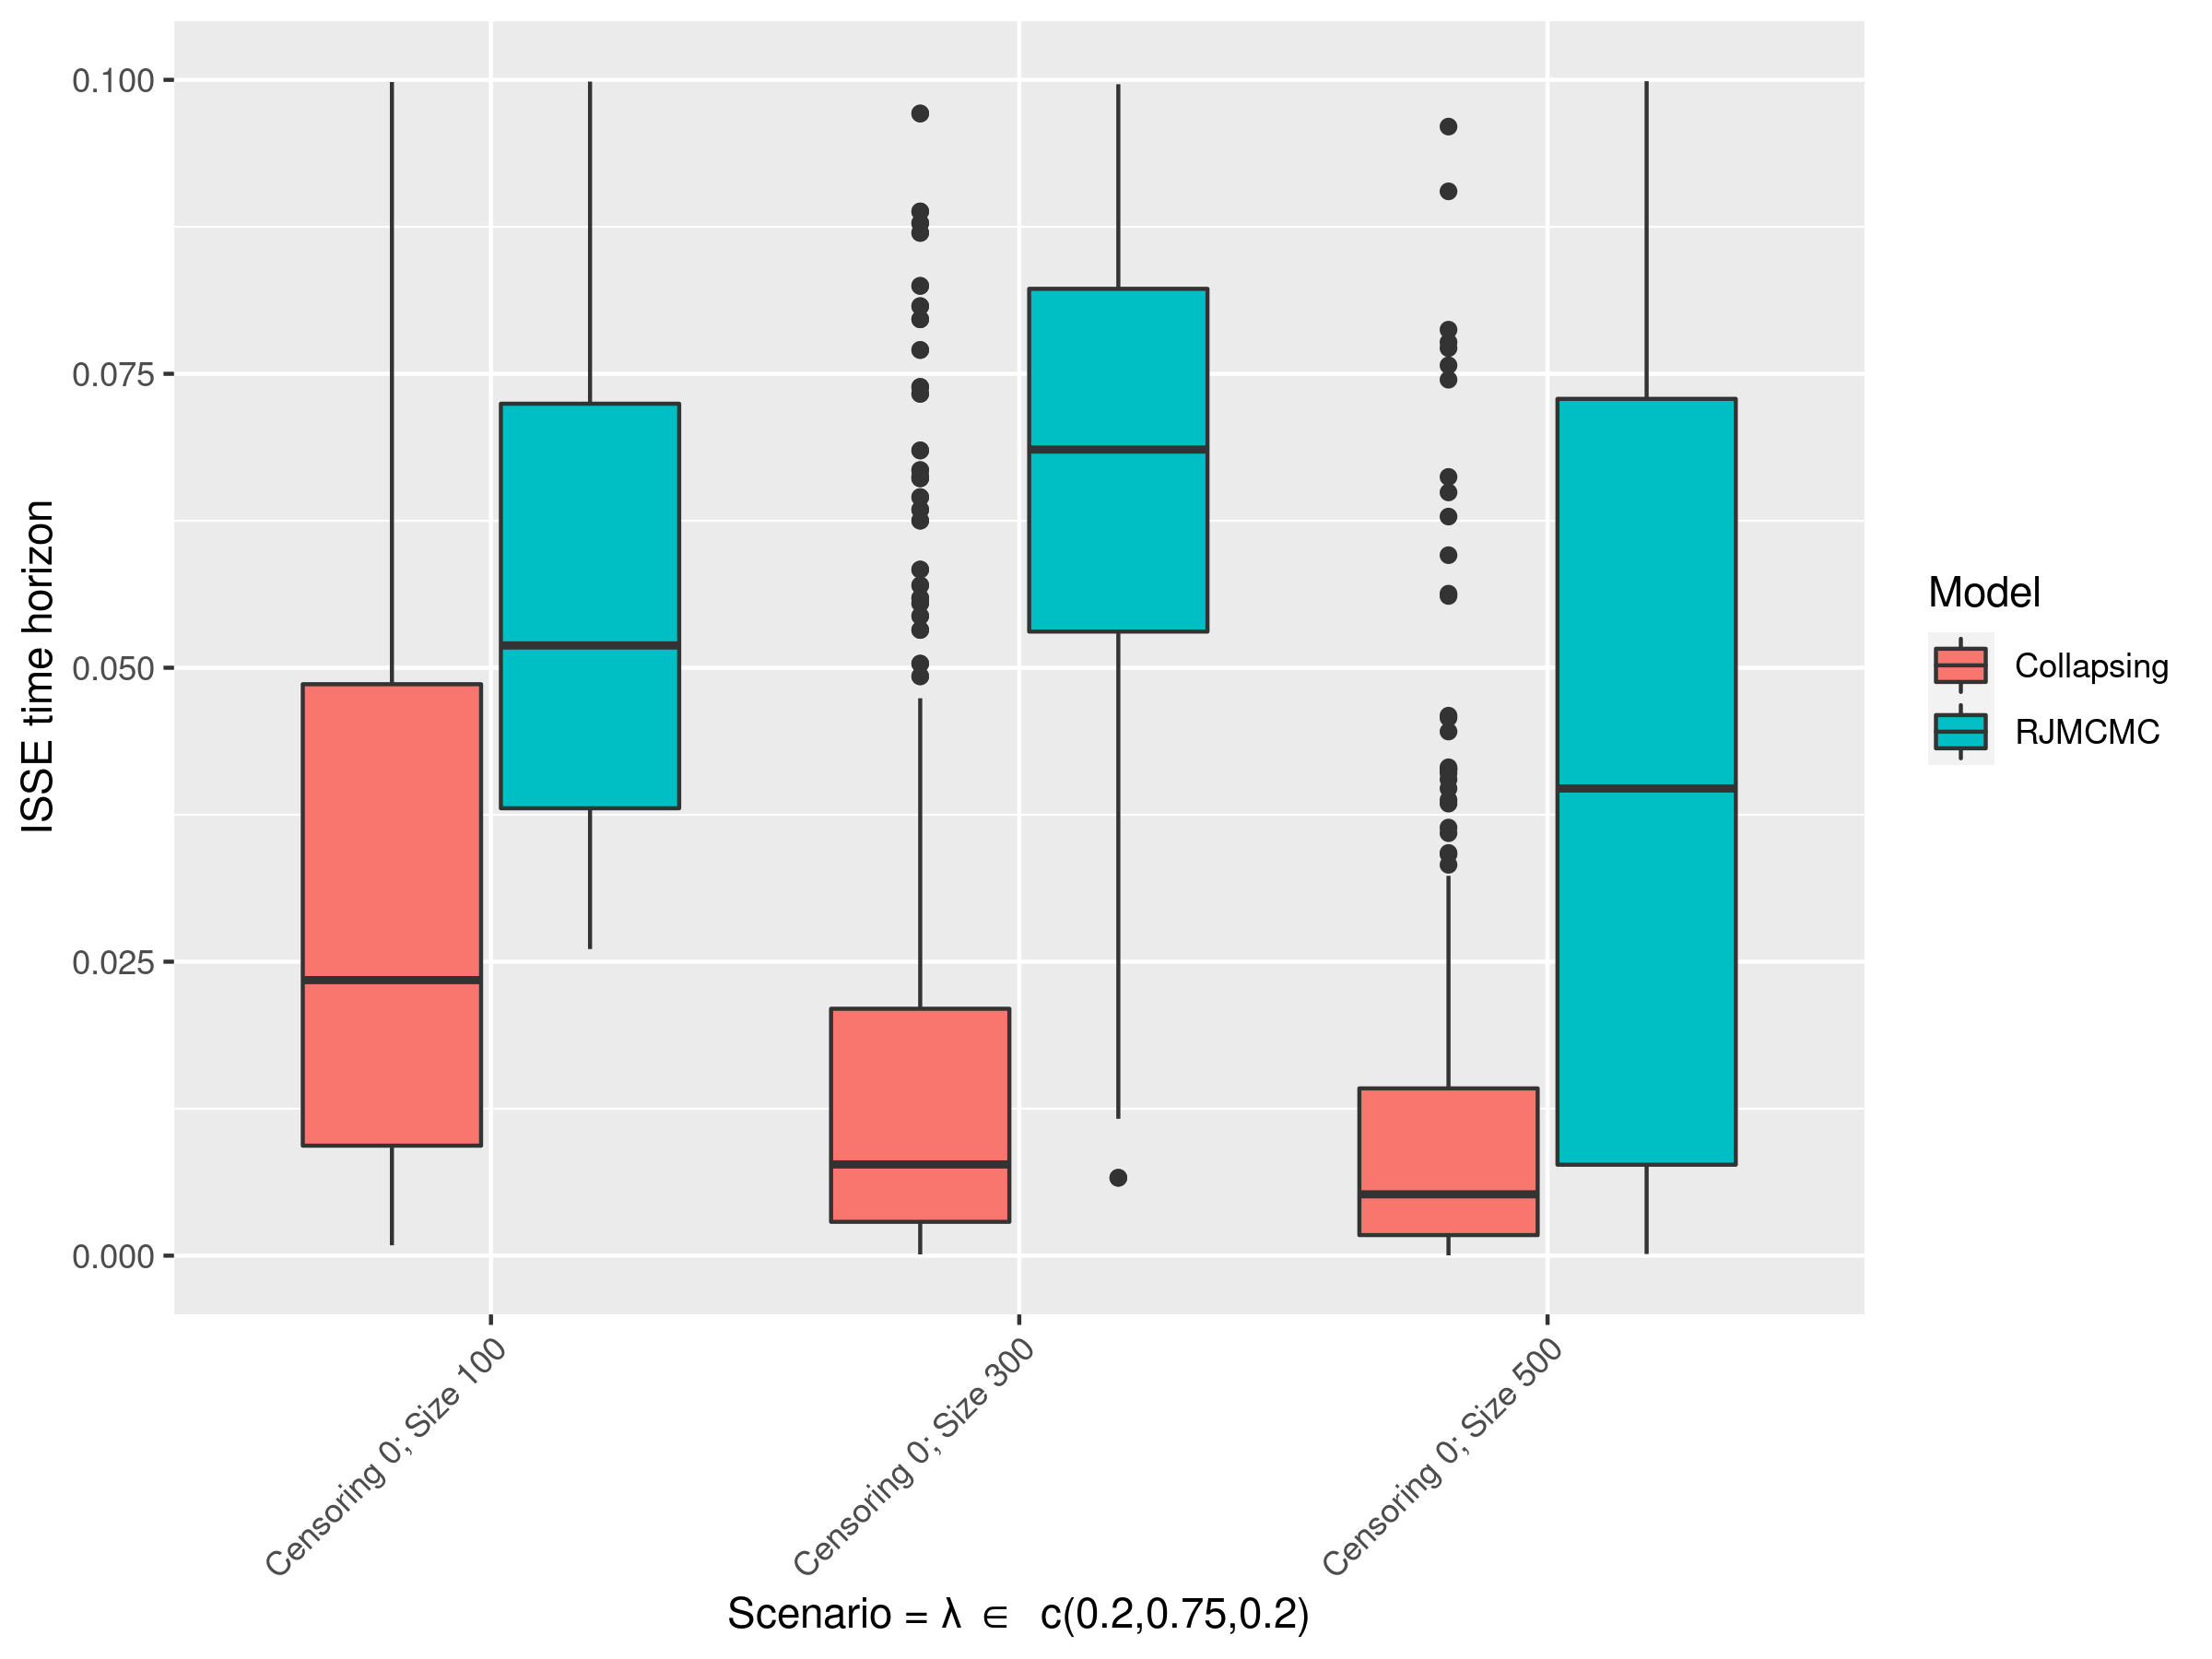 0.100
0.075
0.050
0.025
0.000
ISSE time horizon
Censoring 0; Size 100
Censoring 0; Size 300
Censoring 0; Size 500
Scenario = λ ∈ c(0.2,0.75,0.2)
Model
Collapsing
RJMCMC